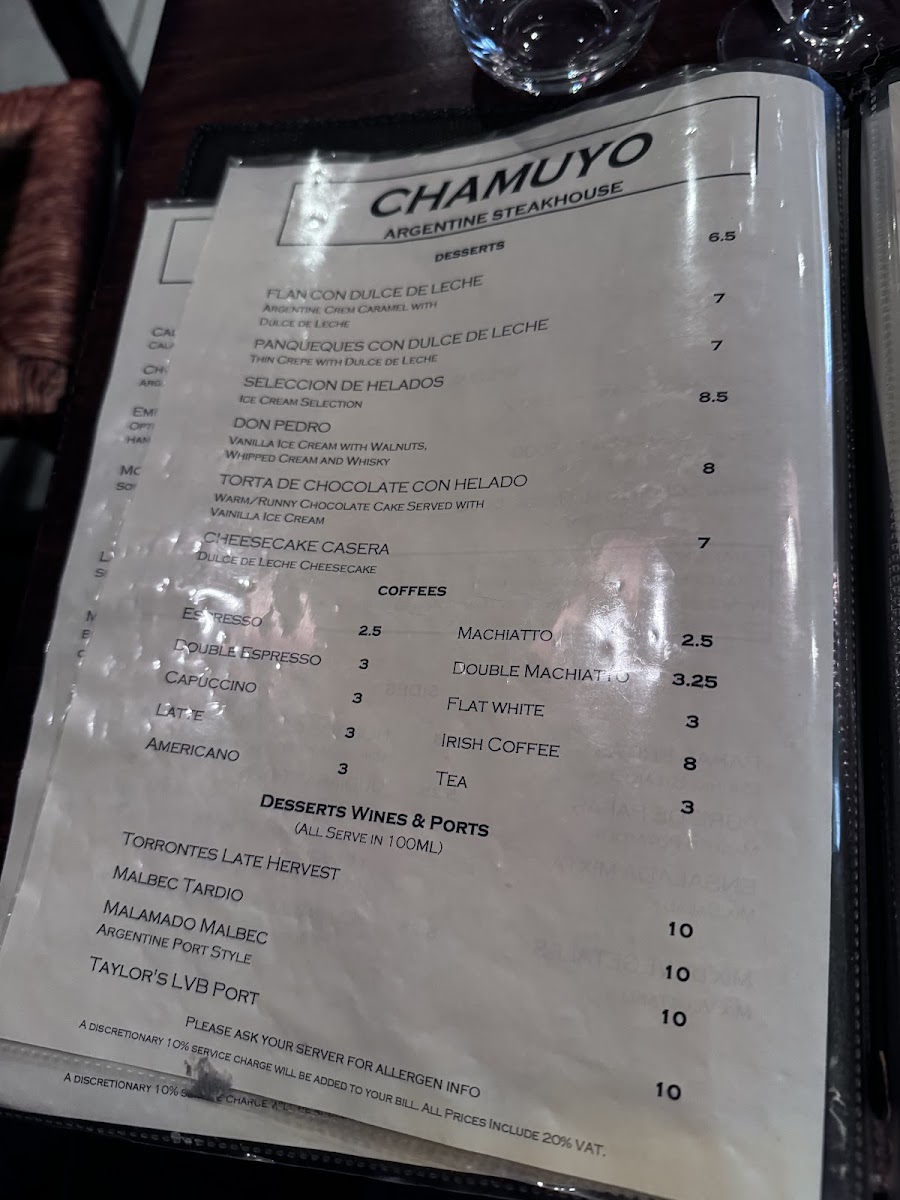 CHAMUYO
ARGENTINE STEAKHOUSE
DESSERTS
FLAN CON DULCE DE LECHE 6.5
ARGENTINE CREM CARAMEL WITH
DULCE DE LECHE
PANQUEQUES CON DULCE DE LECHE 7
THIN CREPE WITH DULCE DE LECHE
SELECCION DE HELADOS 7
ICE CREAM SELECTION
DON PEDRO 8.5
VANILLA ICE CREAM WITH WALNUTS,
WHIPPED CREAM AND WHISKY
TORTA DE CHOCOLATE CON HELADO 8
WARM/RUNNY CHOCOLATE CAKE SERVED WITH
VAINILLA ICE CREAM
CHEESECAKE CASERA 7
DULCE DE LECHE CHEESECAKE
COFFEES
ESPRESSO 2.5 MACHIATTO 2.5
DOUBLE ESPRESSO 3 DOUBLE MACHIATTO 3.25
CAPUCCINO 3 FLAT WHITE 3
LATTE 3 IRISH COFFEE 8
AMERICANO 3 TEA 3
DESSERTS WINES & PORTS
(ALL SERVE IN 100ML)
TORRONTES LATE HERVEST 10
MALBEC TARDIO 10
MALAMADO MALBEC 10
ARGENTINE PORT STYLE
TAYLOR'S LVB PORT 10
PLEASE ASK YOUR SERVER FOR ALLERGEN INFO
A DISCRETIONARY 10% SERVICE CHARGE WILL BE ADDED TO YOUR BILL. ALL PRICES INCLUDE 20% VAT.
A DISCRETIONARY 10%